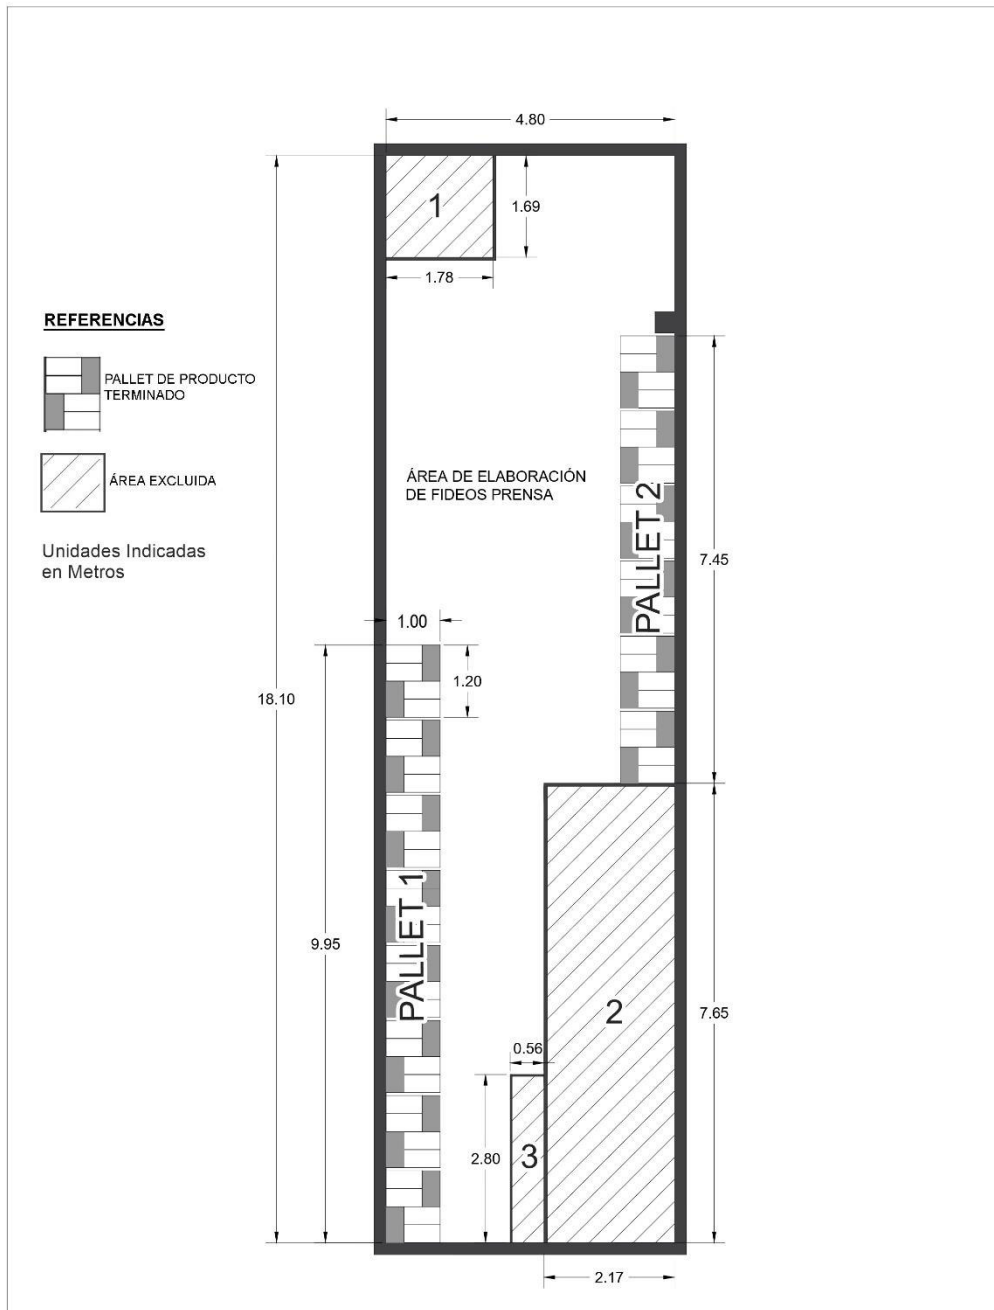 4.80
1
1.69
1.78
REFERENCIAS
PALLET DE PRODUCTO
TERMINADO
ÁREA EXCLUIDA
Unidades Indicadas
en Metros
ÁREA DE ELABORACIÓN
DE FIDEOS PRENSA
PALLET 2
7.45
1.00
1.20
18.10
9.95
PALLET 1
2
7.65
0.56
2.80
3
2.17